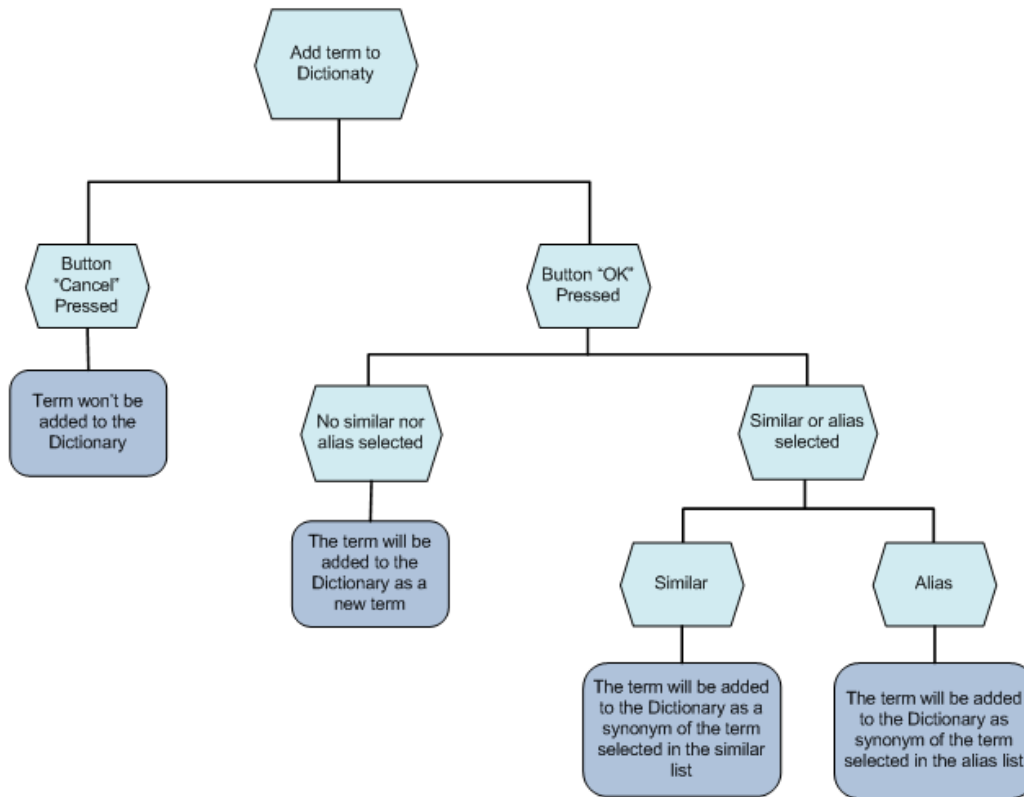 Add term to
Dictionaty
Button
“Cancel”
Pressed
Button “OK”
Pressed
Term won’t be
added to the
Dictionary
No similar nor
alias selected
Similar or alias
selected
The term will be
added to the
Dictionary as a
new term
Similar
Alias
The term will be added
to the Dictionary as a
synonym of the term
selected in the similar
list
The term will be added
to the Dictionary as
synonym of the term
selected in the alias list